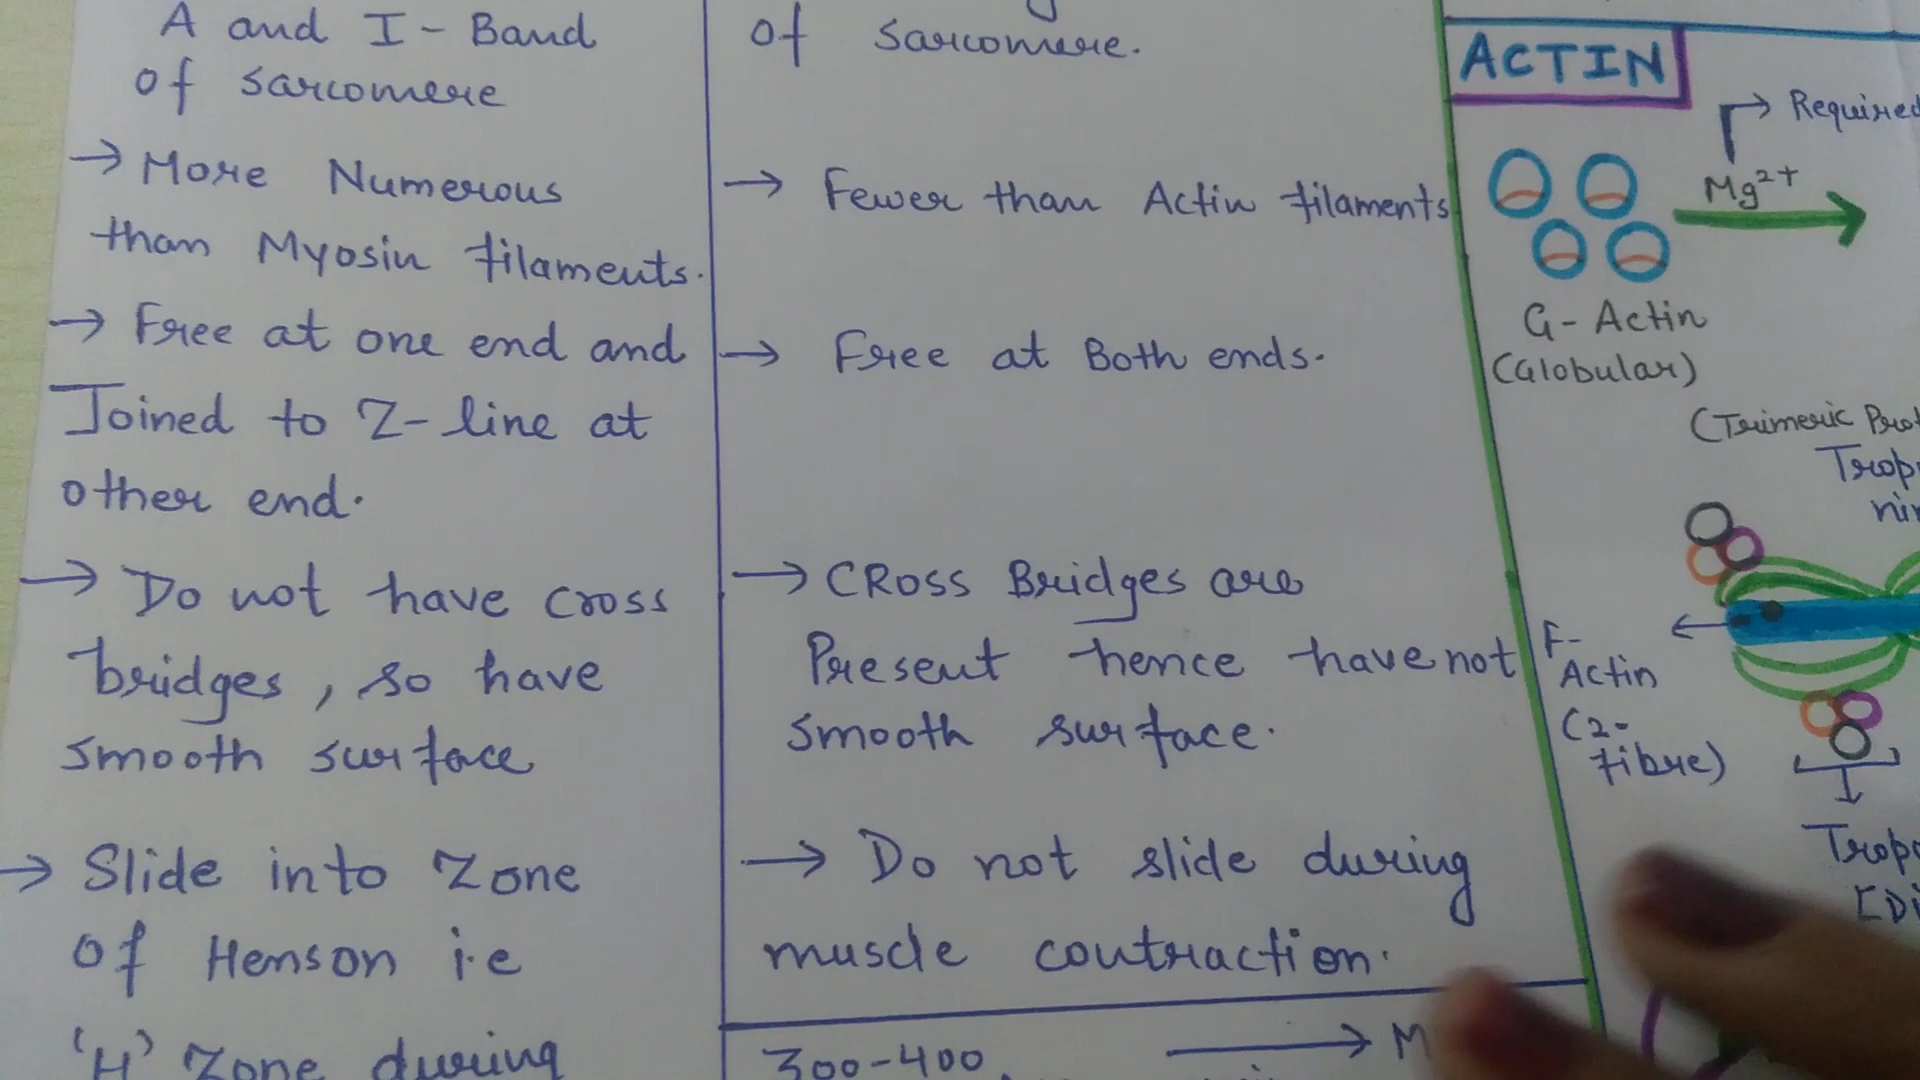 A and I - Band
of sarcomere
→ More Numerous
than Myosin filaments.
→ Free at one end and
Joined to Z-line at
other end.
→ Do not have cross
bridges, so have
smooth surface
→ Slide into Zone
of Henson i.e
'H' Zone during
of sarcomere.
→ Fewer than Actin filaments
→ Free at Both ends.
→ CROSS Bridges are
Present hence have not
smooth surface.
→ Do not slide during
muscle contraction.
300-400
→ M
ACTIN
→ Required
Mg²⁺
G- Actin
(Globular)
(Trimeric
F-
Actin
(2-
fibre)